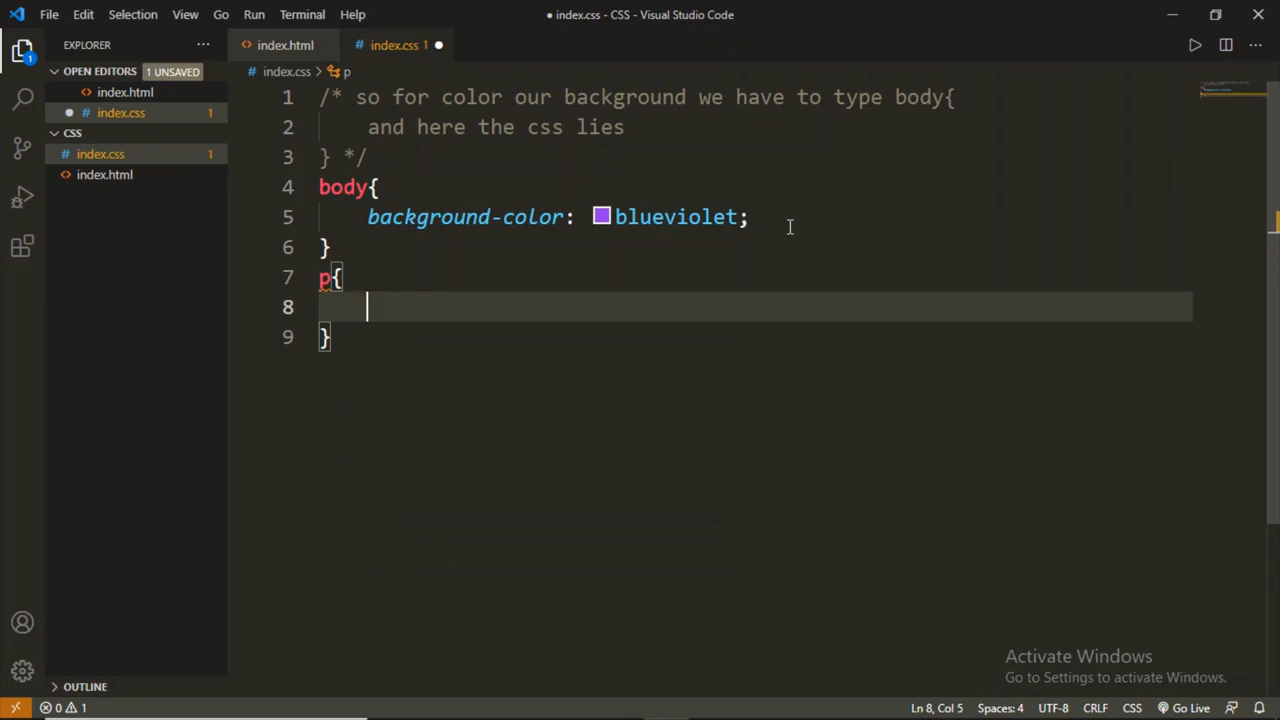 File Edit Selection View Go Run Terminal Help
● index.css - CSS - Visual Studio Code
EXPLORER ···
<> index.html
# index.css 1 ●
1
OPEN EDITORS 1 UNSAVED
<> index.html
● # index.css 1
CSS
# index.css 1
<> index.html
# index.css > p
1 /* so for color our background we have to type body{
2 and here the css lies
3 } */
4 body{
5 background-color: blueviolet;
6 }
7 p{
8
9 }
Activate Windows
Go to Settings to activate Windows.
> OUTLINE
0 1
Ln 8, Col 5 Spaces: 4 UTF-8 CRLF CSS Go Live